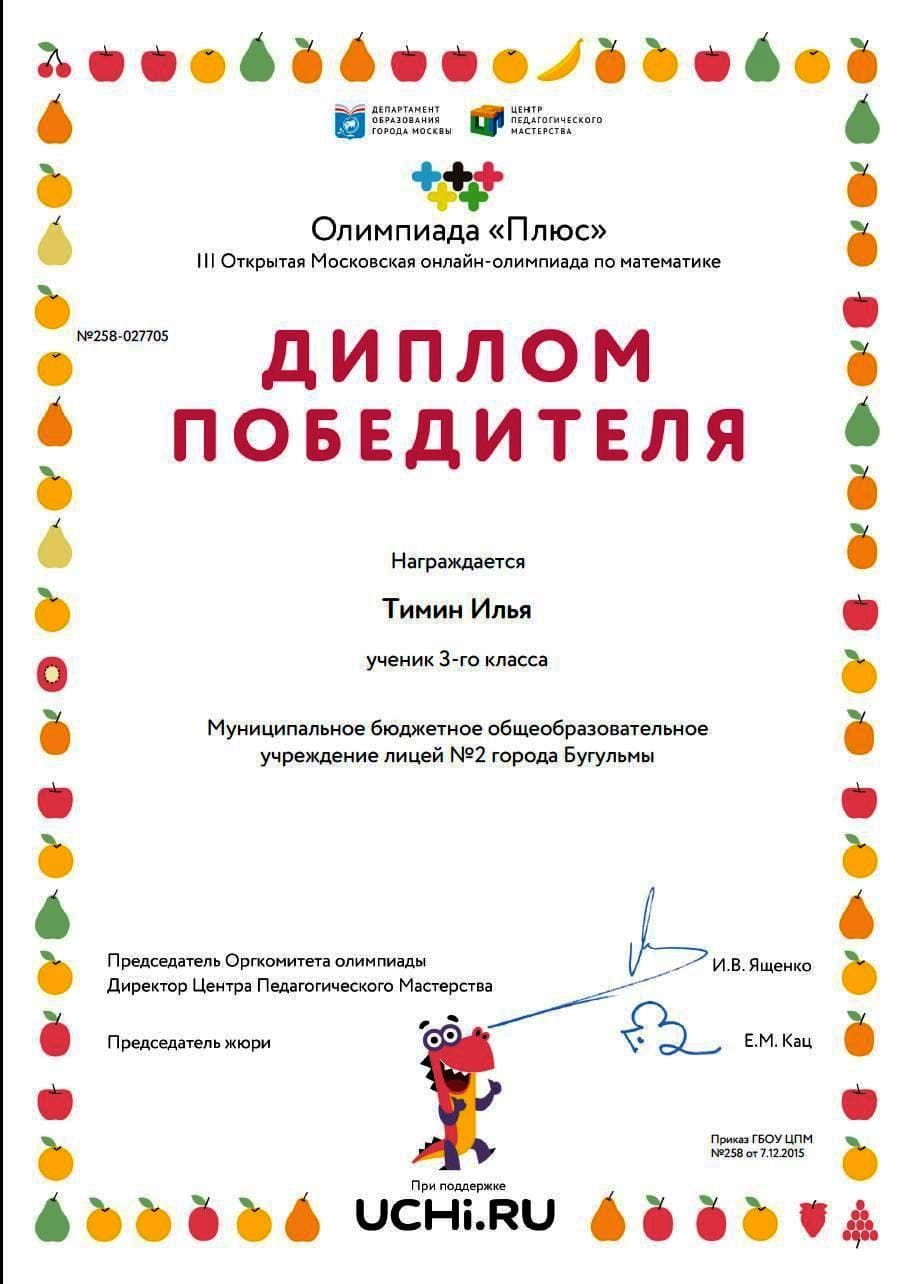 ДЕПАРТАМЕНТ
ОБРАЗОВАНИЯ
ГОРОДА МОСКВЫ
ЦЕНТР
ПЕДАГОГИЧЕСКОГО
МАСТЕРСТВА
Олимпиада «Плюс»
III Открытая Московская онлайн-олимпиада по математике
№258-027705
ДИПЛОМ
ПОБЕДИТЕЛЯ
Награждается
Тимин Илья
ученик 3-го класса
Муниципальное бюджетное общеобразовательное
учреждение лицей №2 города Бугульмы
Председатель Оргкомитета олимпиады
Директор Центра Педагогического Мастерства
И.В. Ященко
Председатель жюри
Е.М. Кац
Приказ ГБОУ ЦПМ
№258 от 7.12.2015
При поддержке
UCHi.RU